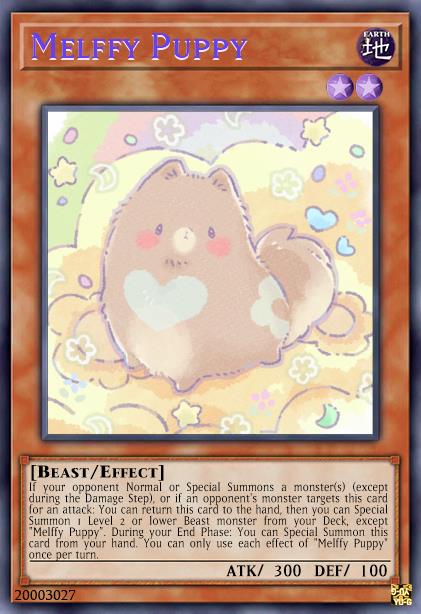 Melffy Puppy
EARTH
地
[Beast/Effect]
If your opponent Normal or Special Summons a monster(s) (except
during the Damage Step), or if an opponent's monster targets this card
for an attack: You can return this card to the hand, then you can Special
Summon 1 Level 2 or lower Beast monster from your Deck, except
"Melffy Puppy". During your End Phase: You can Special Summon this
card from your hand. You can only use each effect of "Melffy Puppy"
once per turn.
ATK/ 300 DEF/ 100
20003027